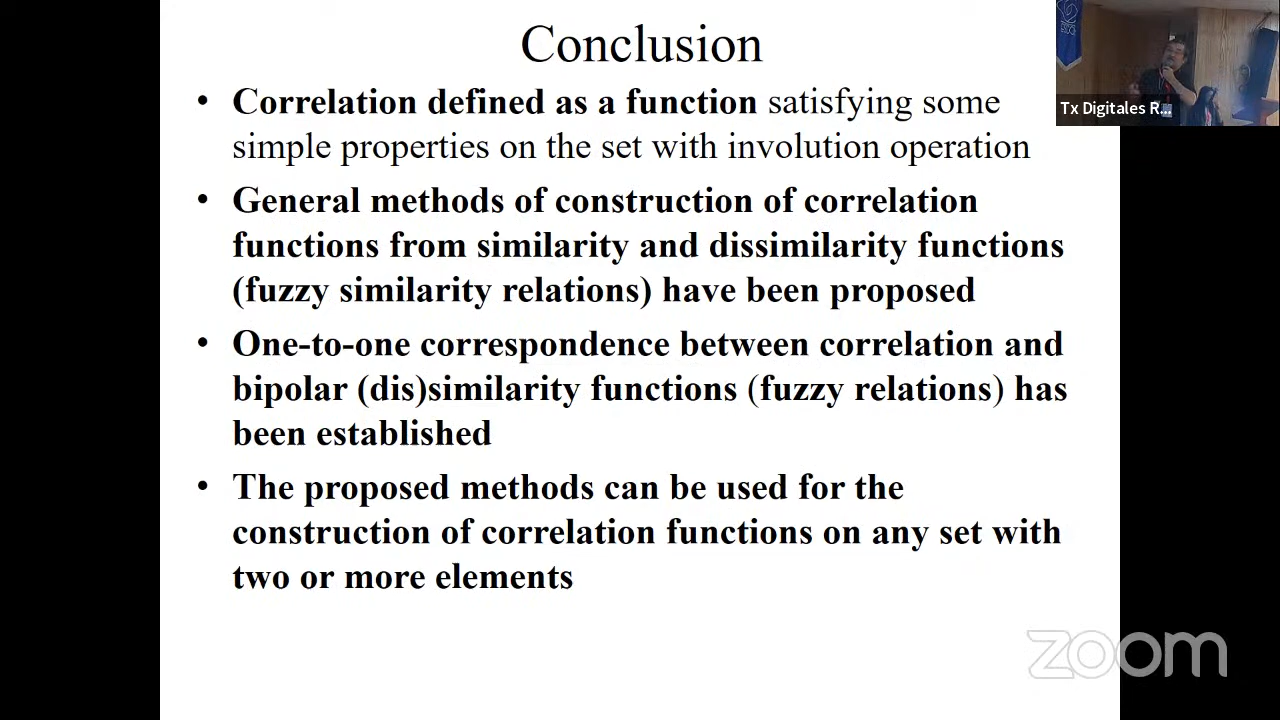 Conclusion
• Correlation defined as a function satisfying some
simple properties on the set with involution operation
• General methods of construction of correlation
functions from similarity and dissimilarity functions
(fuzzy similarity relations) have been proposed
• One-to-one correspondence between correlation and
bipolar (dis)similarity functions (fuzzy relations) has
been established
• The proposed methods can be used for the
construction of correlation functions on any set with
two or more elements
Tx Digitales R...
zoom